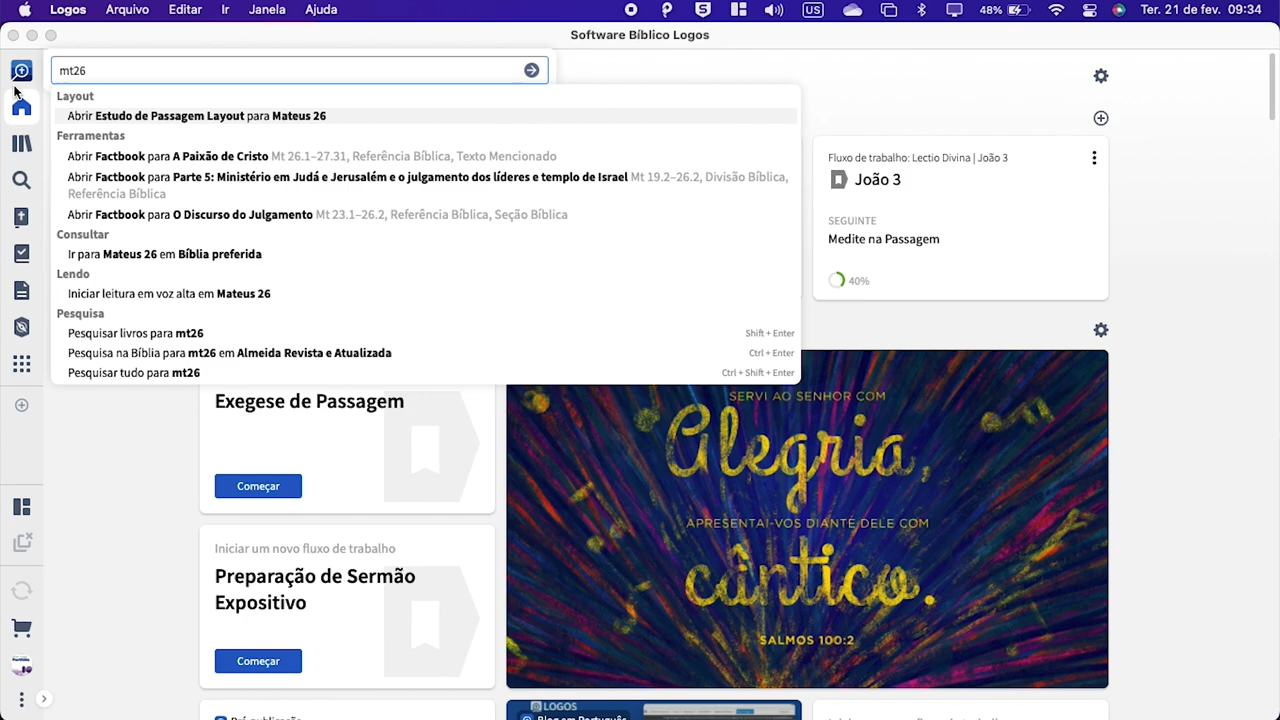 Logos Arquivo Editar Ir Janela Ajuda US 48% Ter. 21 de fev. 09:34
Software Bíblico Logos
mt26
Layout
Abrir Estudo de Passagem Layout para Mateus 26
Ferramentas
Abrir Factbook para A Paixão de Cristo Mt 26.1–27.31, Referência Bíblica, Texto Mencionado
Abrir Factbook para Parte 5: Ministério em Judá e Jerusalém e o julgamento dos líderes e templo de Israel Mt 19.2–26.2, Divisão Bíblica,
Referência Bíblica
Abrir Factbook para O Discurso do Julgamento Mt 23.1–26.2, Referência Bíblica, Seção Bíblica
Consultar
Ir para Mateus 26 em Bíblia preferida
Lendo
Iniciar leitura em voz alta em Mateus 26
Pesquisa
Pesquisar livros para mt26 Shift + Enter
Pesquisa na Bíblia para mt26 em Almeida Revista e Atualizada Ctrl + Enter
Pesquisar tudo para mt26 Ctrl + Shift + Enter
Fluxo de trabalho: Lectio Divina | João 3
João 3
SEGUINTE
Medite na Passagem
40%
Exegese de Passagem
Começar
Iniciar um novo fluxo de trabalho
Preparação de Sermão
Expositivo
Começar
SERVI AO SENHOR COM
Alegria,
APRESENTAI-VOS DIANTE DELE COM
cântico.
SALMOS 100:2
LOGOS
Blog em Português